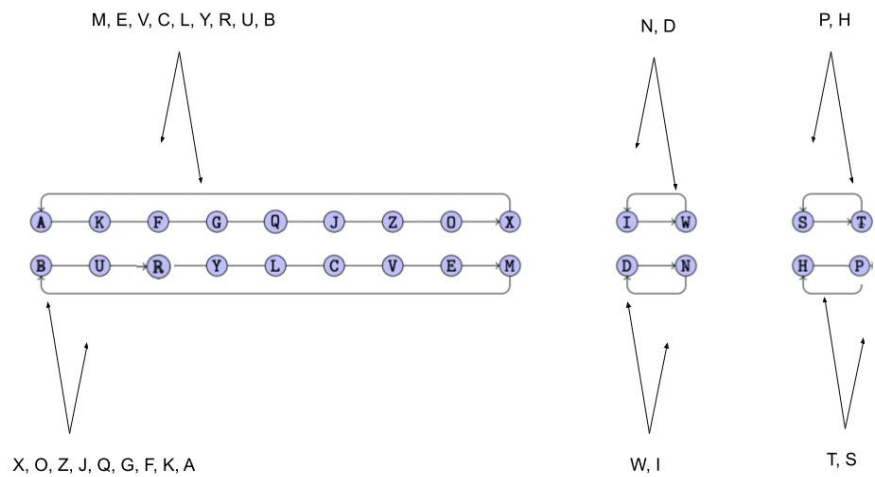 M, E, V, C, L, Y, R, U, B
N, D
P, H
A K F G Q J Z O X
I W
S T
B U R Y L C V E M
D N
H P
X, O, Z, J, Q, G, F, K, A
W, I
T, S